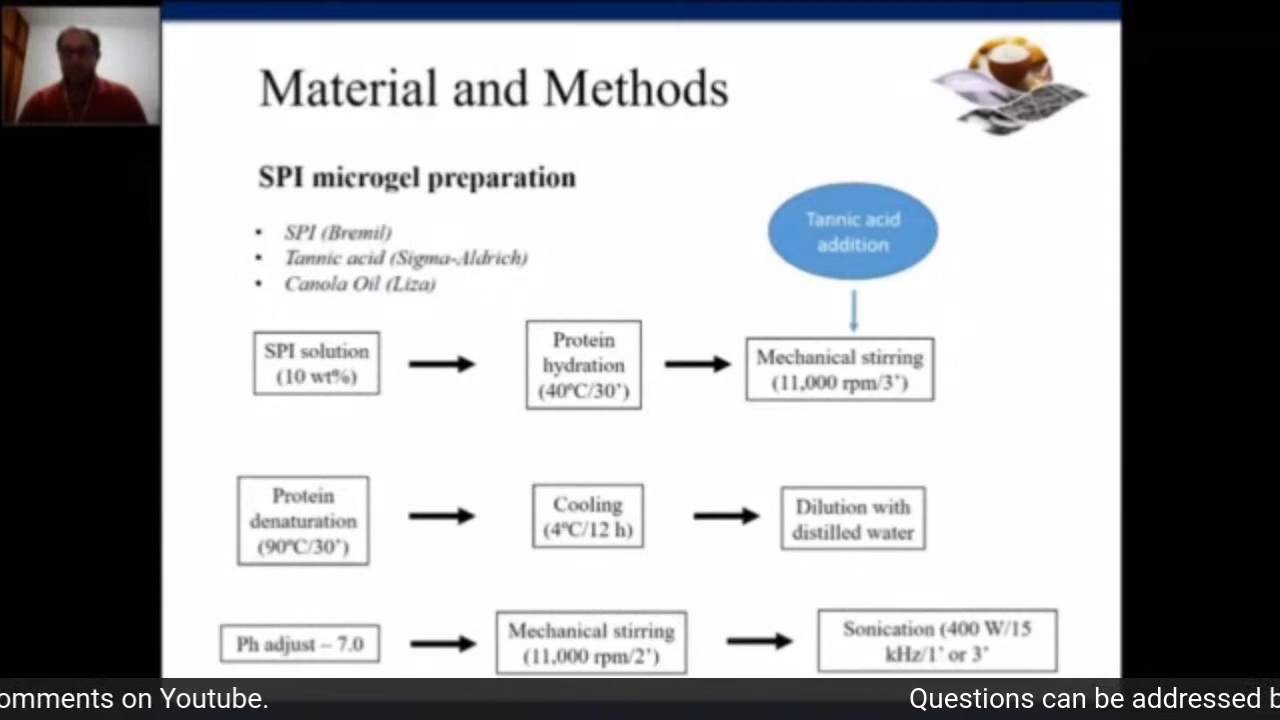 Material and Methods
SPI microgel preparation
• SPI (Bremil)
• Tannic acid (Sigma-Aldrich)
• Canola Oil (Liza)
Tannic acid
addition
SPI solution
(10 wt%)
Protein
hydration
(40ºC/30’)
Mechanical stirring
(11,000 rpm/3’)
Protein
denaturation
(90ºC/30’)
Cooling
(4ºC/12 h)
Dilution with
distilled water
Ph adjust – 7.0
Mechanical stirring
(11,000 rpm/2’)
Sonication (400 W/15
kHz/1’ or 3’
omments on Youtube.
Questions can be addressed b